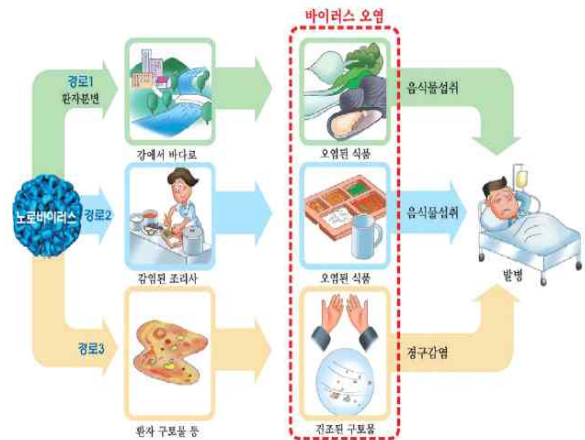 바이러스 오염
경로1
환자분변
강에서 바다로
오염된 식품
음식물섭취
노로바이러스
경로2
감염된 조리사
오염된 식품
음식물섭취
발병
경로3
환자 구토물 등
건조된 구토물
경구감염